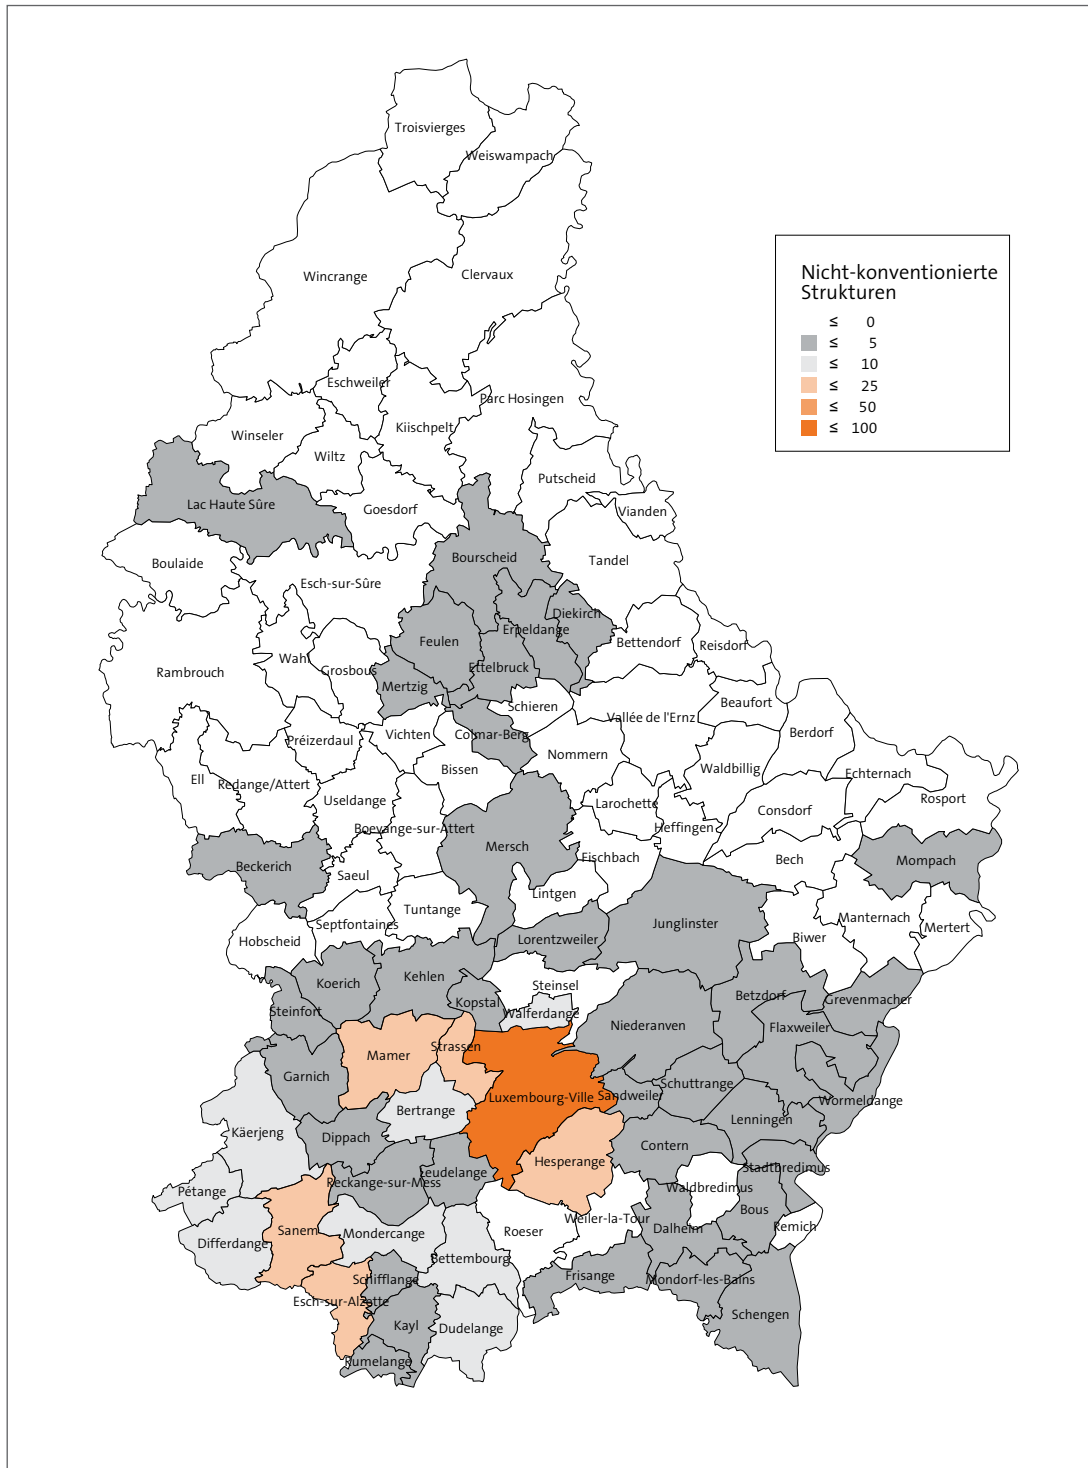 Troisvierges
Weiswampach
Wincrange
Clervaux
Nicht-konventionierte
Strukturen
≤ 0
≤ 5
≤ 10
≤ 25
≤ 50
≤ 100
Eschweiler
Parc Hosingen
Kiischpelt
Winseler
Wiltz
Putscheid
Lac Haute Sûre
Goesdorf
Vianden
Bourscheid
Tandel
Boulaide
Esch-sur-Sûre
Diekirch
Erpeldange
Feulen
Bettendorf
Reisdorf
Wahl
Ettelbruck
Rambrouch
Grosbous
Mertzig
Beaufort
Schieren
Vallée de l'Ernz
Berdorf
Vichten
Colmar-Berg
Préizerdaul
Nommern
Bissen
Waldbillig
Echternach
Ell
Redange/Attert
Rosport
Useldange
Larochette
Consdorf
Boevange-sur-Attert
Heffingen
Mersch
Fischbach
Bech
Mompach
Beckerich
Saeul
Lintgen
Tuntange
Manternach
Septfontaines
Junglinster
Mertert
Biwer
Hobscheid
Lorentzweiler
Kehlen
Koerich
Steinsel
Betzdorf
Grevenmacher
Kopstal
Steinfort
Walferdange
Niederanven
Flaxweiler
Strassen
Mamer
Garnich
Schuttrange
Luxembourg-Ville
Sandweiler
Wormeldange
Bertrange
Lenningen
Käerjeng
Dippach
Contern
Hesperange
Stadtbredimus
Leudelange
Reckange-sur-Mess
Waldbredimus
Pétange
Bous
Weiler-la-Tour
Remich
Dalheim
Sanem
Mondercange
Roeser
Differdange
Bettembourg
Frisange
Schifflange
Mondorf-les-Bains
Esch-sur-Alzette
Schengen
Kayl
Dudelange
Rumelange